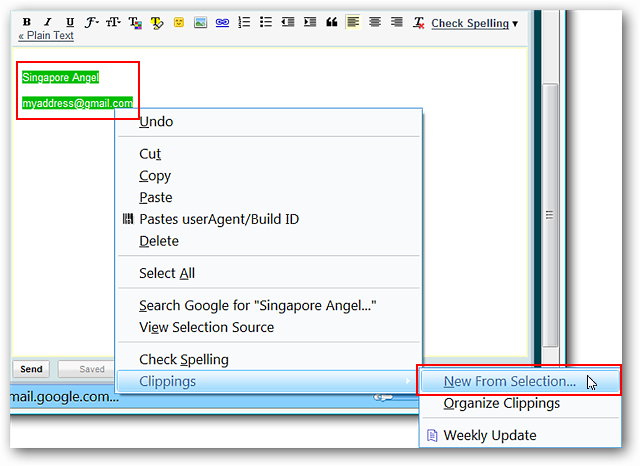 B I U F T T T
Check Spelling ▾
« Plain Text
Singapore Angel
myaddress@gmail.com
Undo
Cut
Copy
Paste
Pastes userAgent/Build ID
Delete
Select All
Search Google for "Singapore Angel..."
View Selection Source
Check Spelling
Clippings
Send
Saved
mail.google.com...
New From Selection...
Organize Clippings
Weekly Update